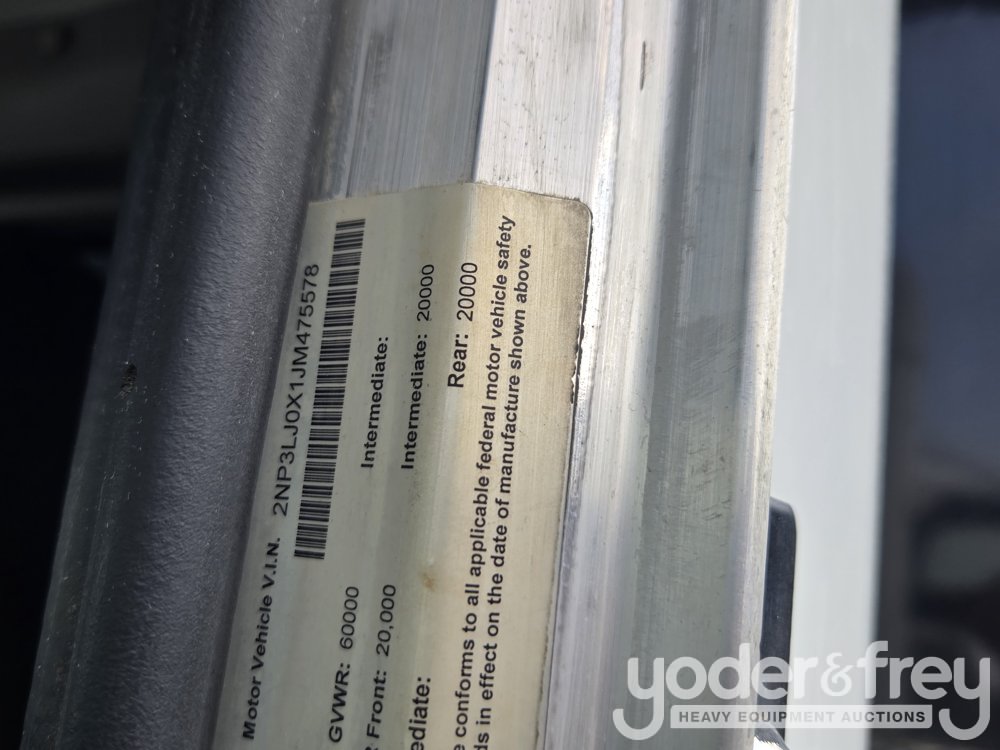 Motor Vehicle V.I.N. 2NP3LJ0X1JM475578
GVWR: 60000 Intermediate:
Front: 20,000 Intermediate: 20000
ediate: Rear: 20000
e conforms to all applicable federal motor vehicle safety
ds in effect on the date of manufacture shown above.
yoder&frey
HEAVY EQUIPMENT AUCTIONS